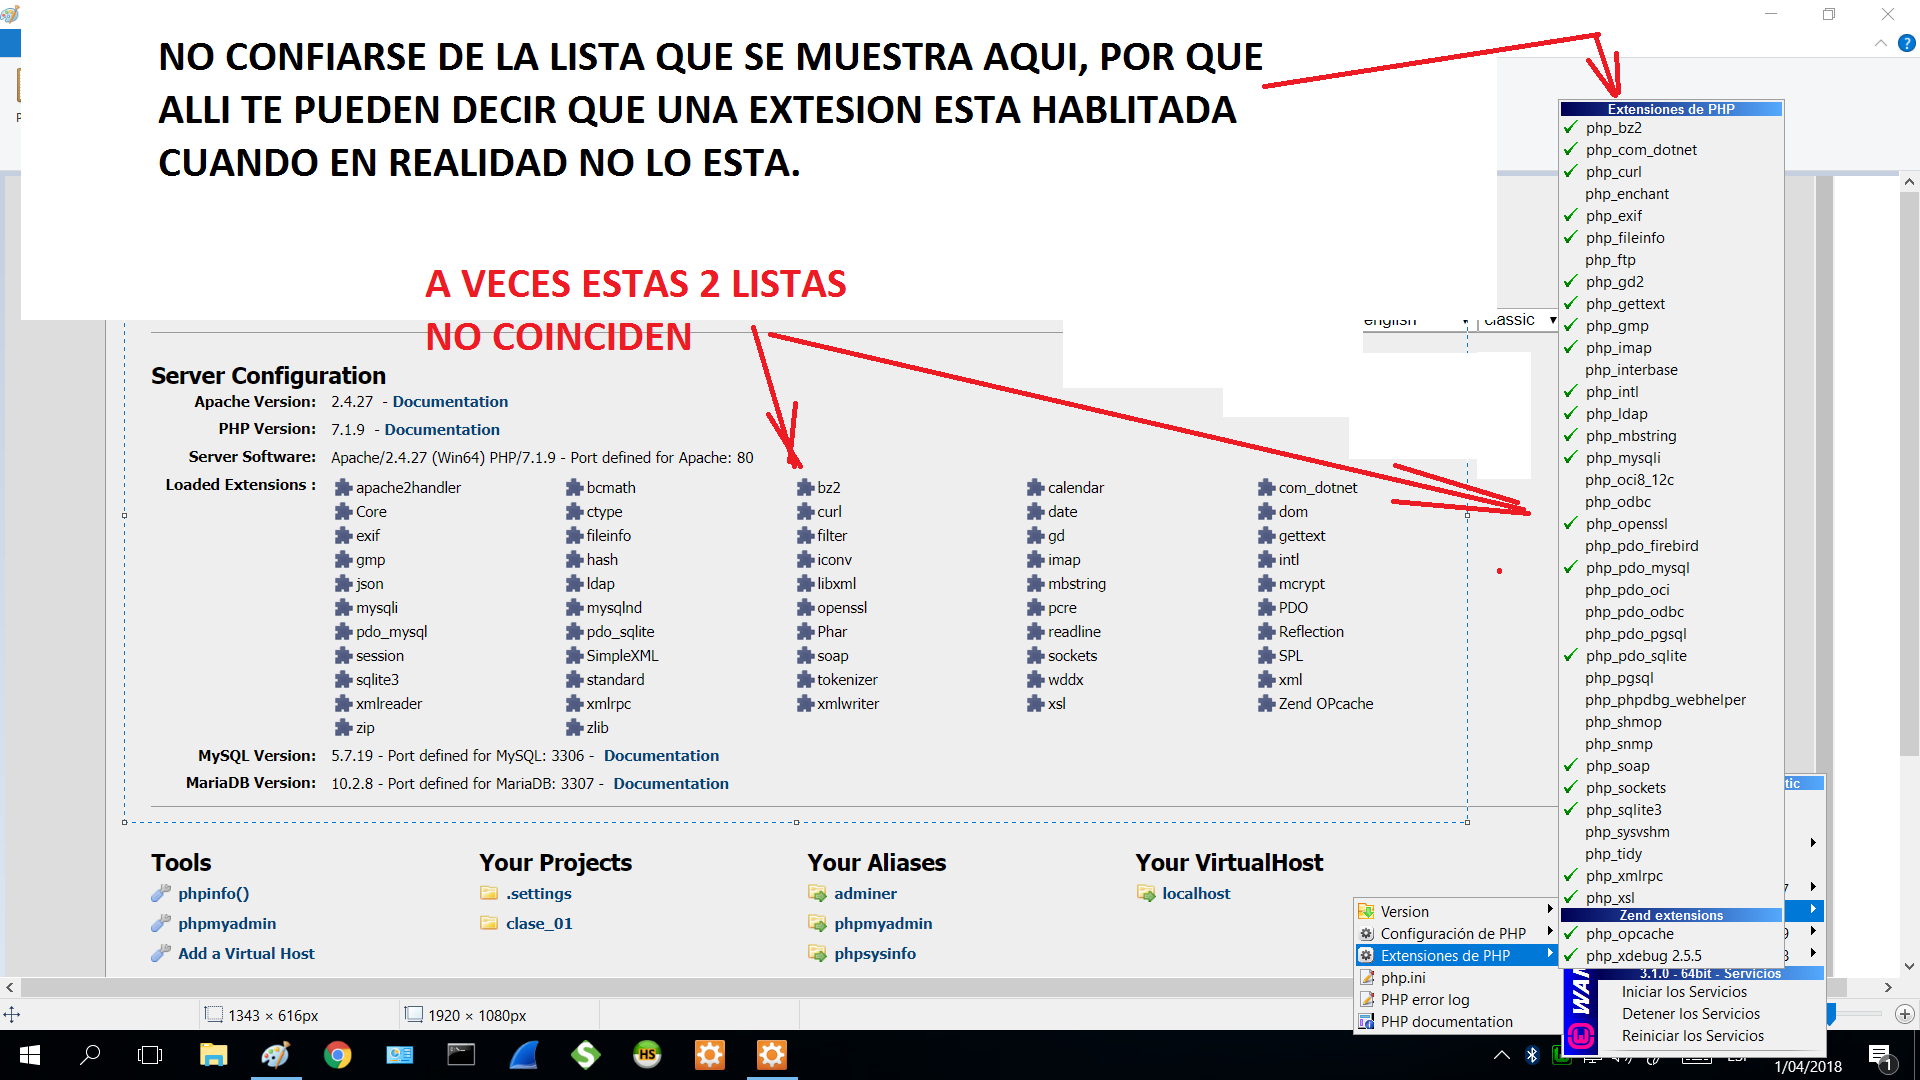 NO CONFIARSE DE LA LISTA QUE SE MUESTRA AQUI, POR QUE
ALLI TE PUEDEN DECIR QUE UNA EXTESION ESTA HABLITADA
CUANDO EN REALIDAD NO LO ESTA.
A VECES ESTAS 2 LISTAS
NO COINCIDEN
english classic
Server Configuration
Apache Version: 2.4.27 - Documentation
PHP Version: 7.1.9 - Documentation
Server Software: Apache/2.4.27 (Win64) PHP/7.1.9 - Port defined for Apache: 80
Loaded Extensions : apache2handler bcmath bz2 calendar com_dotnet
Core ctype curl date dom
exif fileinfo filter gd gettext
gmp hash iconv imap intl
json ldap libxml mbstring mcrypt
mysqli mysqlnd openssl pcre PDO
pdo_mysql pdo_sqlite Phar readline Reflection
session SimpleXML soap sockets SPL
sqlite3 standard tokenizer wddx xml
xmlreader xmlrpc xmlwriter xsl Zend OPcache
zip zlib
MySQL Version: 5.7.19 - Port defined for MySQL: 3306 - Documentation
MariaDB Version: 10.2.8 - Port defined for MariaDB: 3307 - Documentation
Tools Your Projects Your Aliases Your VirtualHost
phpinfo() .settings adminer localhost
phpmyadmin clase_01 phpmyadmin
Add a Virtual Host phpsysinfo
Extensiones de PHP
php_bz2
php_com_dotnet
php_curl
php_enchant
php_exif
php_fileinfo
php_ftp
php_gd2
php_gettext
php_gmp
php_imap
php_interbase
php_intl
php_ldap
php_mbstring
php_mysqli
php_oci8_12c
php_odbc
php_openssl
php_pdo_firebird
php_pdo_mysql
php_pdo_oci
php_pdo_odbc
php_pdo_pgsql
php_pdo_sqlite
php_pgsql
php_phpdbg_webhelper
php_shmop
php_snmp
php_soap
php_sockets
php_sqlite3
php_sysvshm
php_tidy
php_xmlrpc
php_xsl
Zend extensions
php_opcache
php_xdebug 2.5.5
Version
Configuración de PHP
Extensiones de PHP
php.ini
PHP error log
PHP documentation
3.1.0 - 64bit - Servicios
Iniciar los Servicios
Detener los Servicios
Reiniciar los Servicios
1343 × 616px 1920 × 1080px
HS
1/04/2018
1